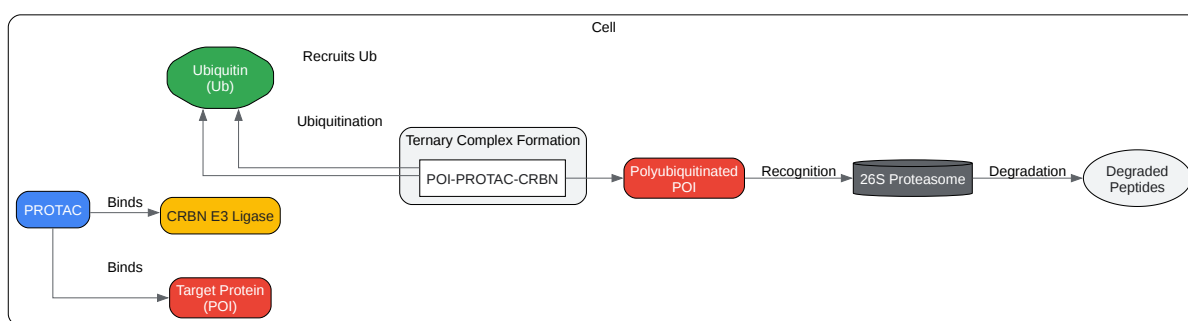 Cell
Recruits Ub
Ubiquitin
(Ub)
Ubiquitination
Ternary Complex Formation
POI-PROTAC-CRBN
Polyubiquitinated
POI
Recognition
26S Proteasome
Degradation
Degraded
Peptides
PROTAC
Binds
CRBN E3 Ligase
Binds
Target Protein
(POI)